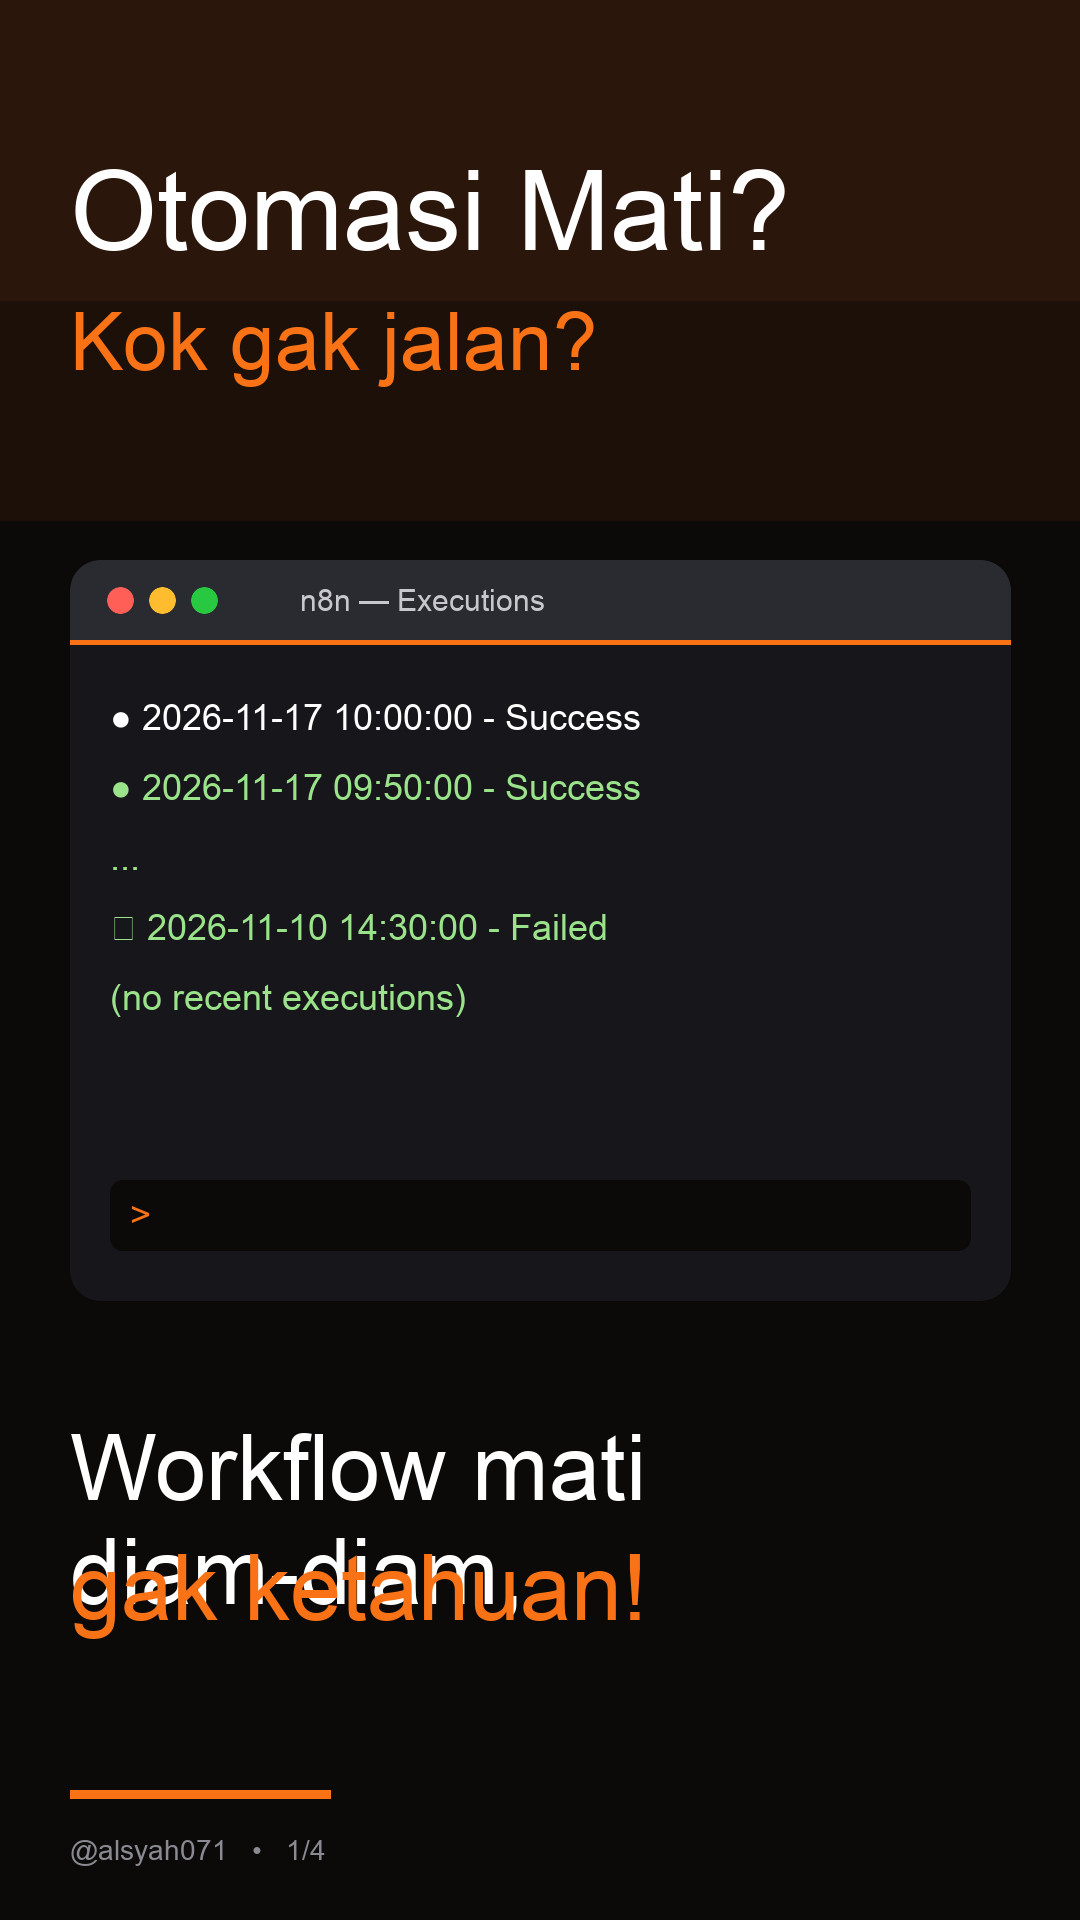 Otomasi Mati?
Kok gak jalan?
n8n — Executions
● 2026-11-17 10:00:00 - Success
● 2026-11-17 09:50:00 - Success
...
□ 2026-11-10 14:30:00 - Failed
(no recent executions)
>
Workflow mati
diam-diam,
gak ketahuan!
@alsyah071 • 1/4